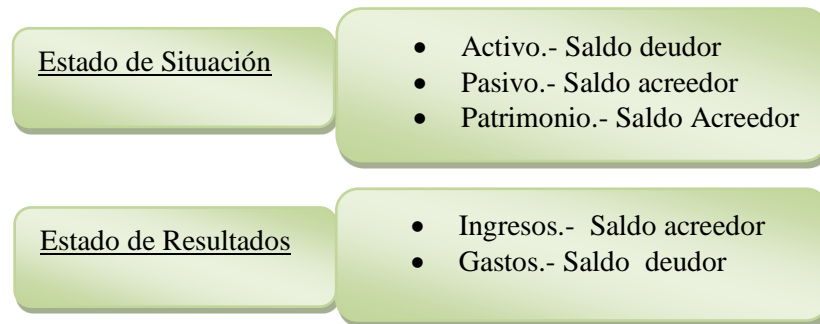 Estado de Situación
• Activo.- Saldo deudor
• Pasivo.- Saldo acreedor
• Patrimonio.- Saldo Acreedor
Estado de Resultados
• Ingresos.- Saldo acreedor
• Gastos.- Saldo deudor